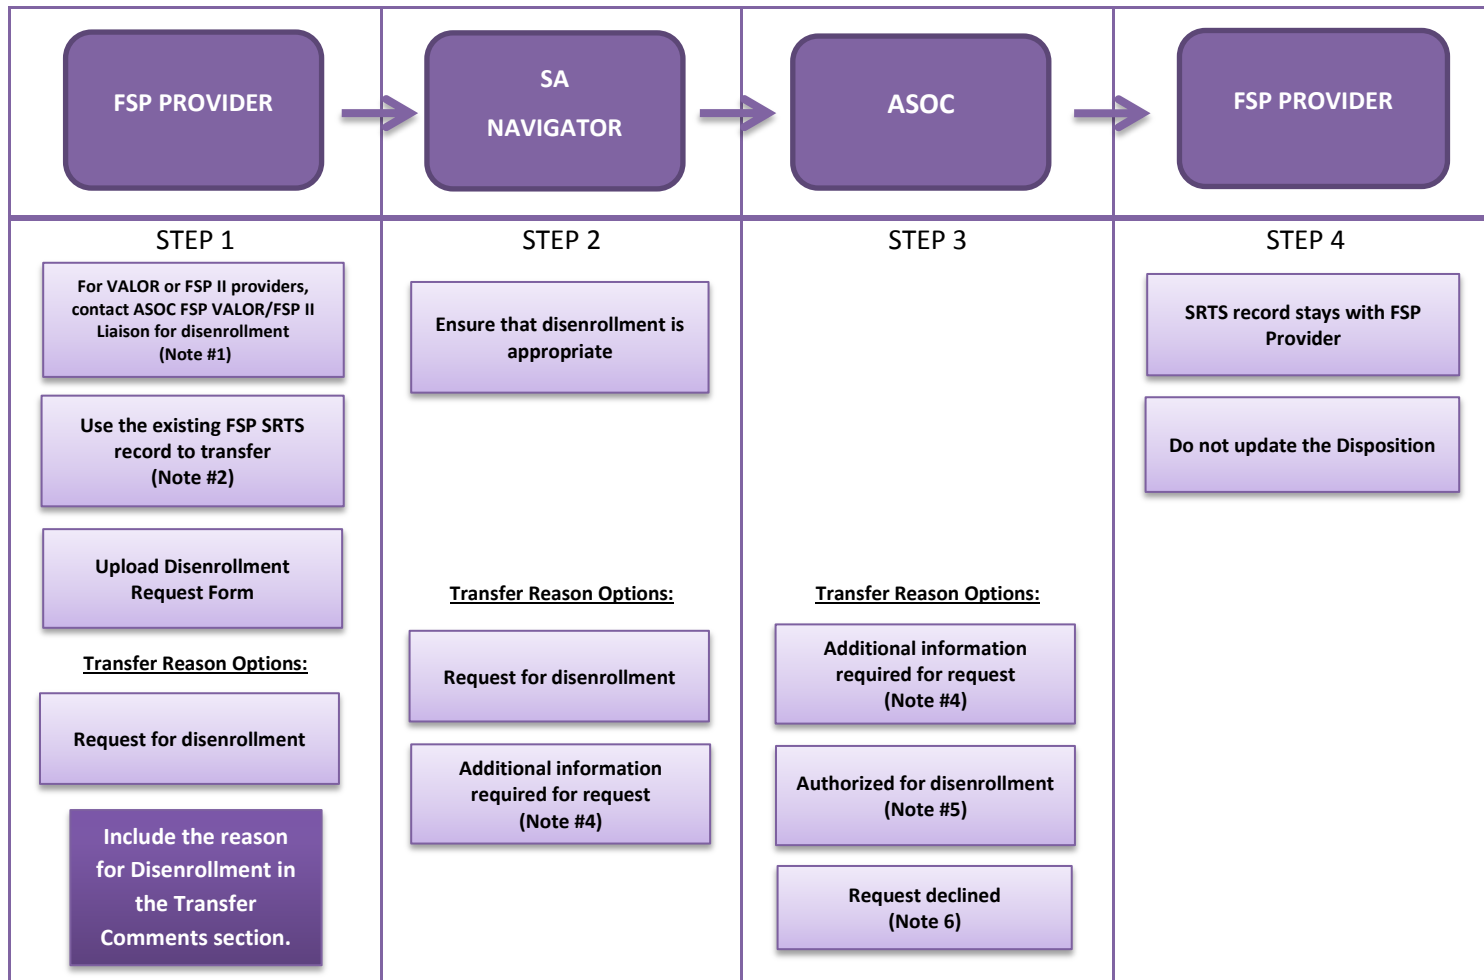 FSP PROVIDER
SA
NAVIGATOR
ASOC
FSP PROVIDER
STEP 1
For VALOR or FSP II providers,
contact ASOC FSP VALOR/FSP II
Liaison for disenrollment
(Note #1)
Use the existing FSP SRTS
record to transfer
(Note #2)
Upload Disenrollment
Request Form
Transfer Reason Options:
Request for disenrollment
Include the reason
for Disenrollment in
the Transfer
Comments section.
STEP 2
Ensure that disenrollment is
appropriate
Transfer Reason Options:
Request for disenrollment
Additional information
required for request
(Note #4)
STEP 3
Transfer Reason Options:
Additional information
required for request
(Note #4)
Authorized for disenrollment
(Note #5)
Request declined
(Note 6)
STEP 4
SRTS record stays with FSP
Provider
Do not update the Disposition